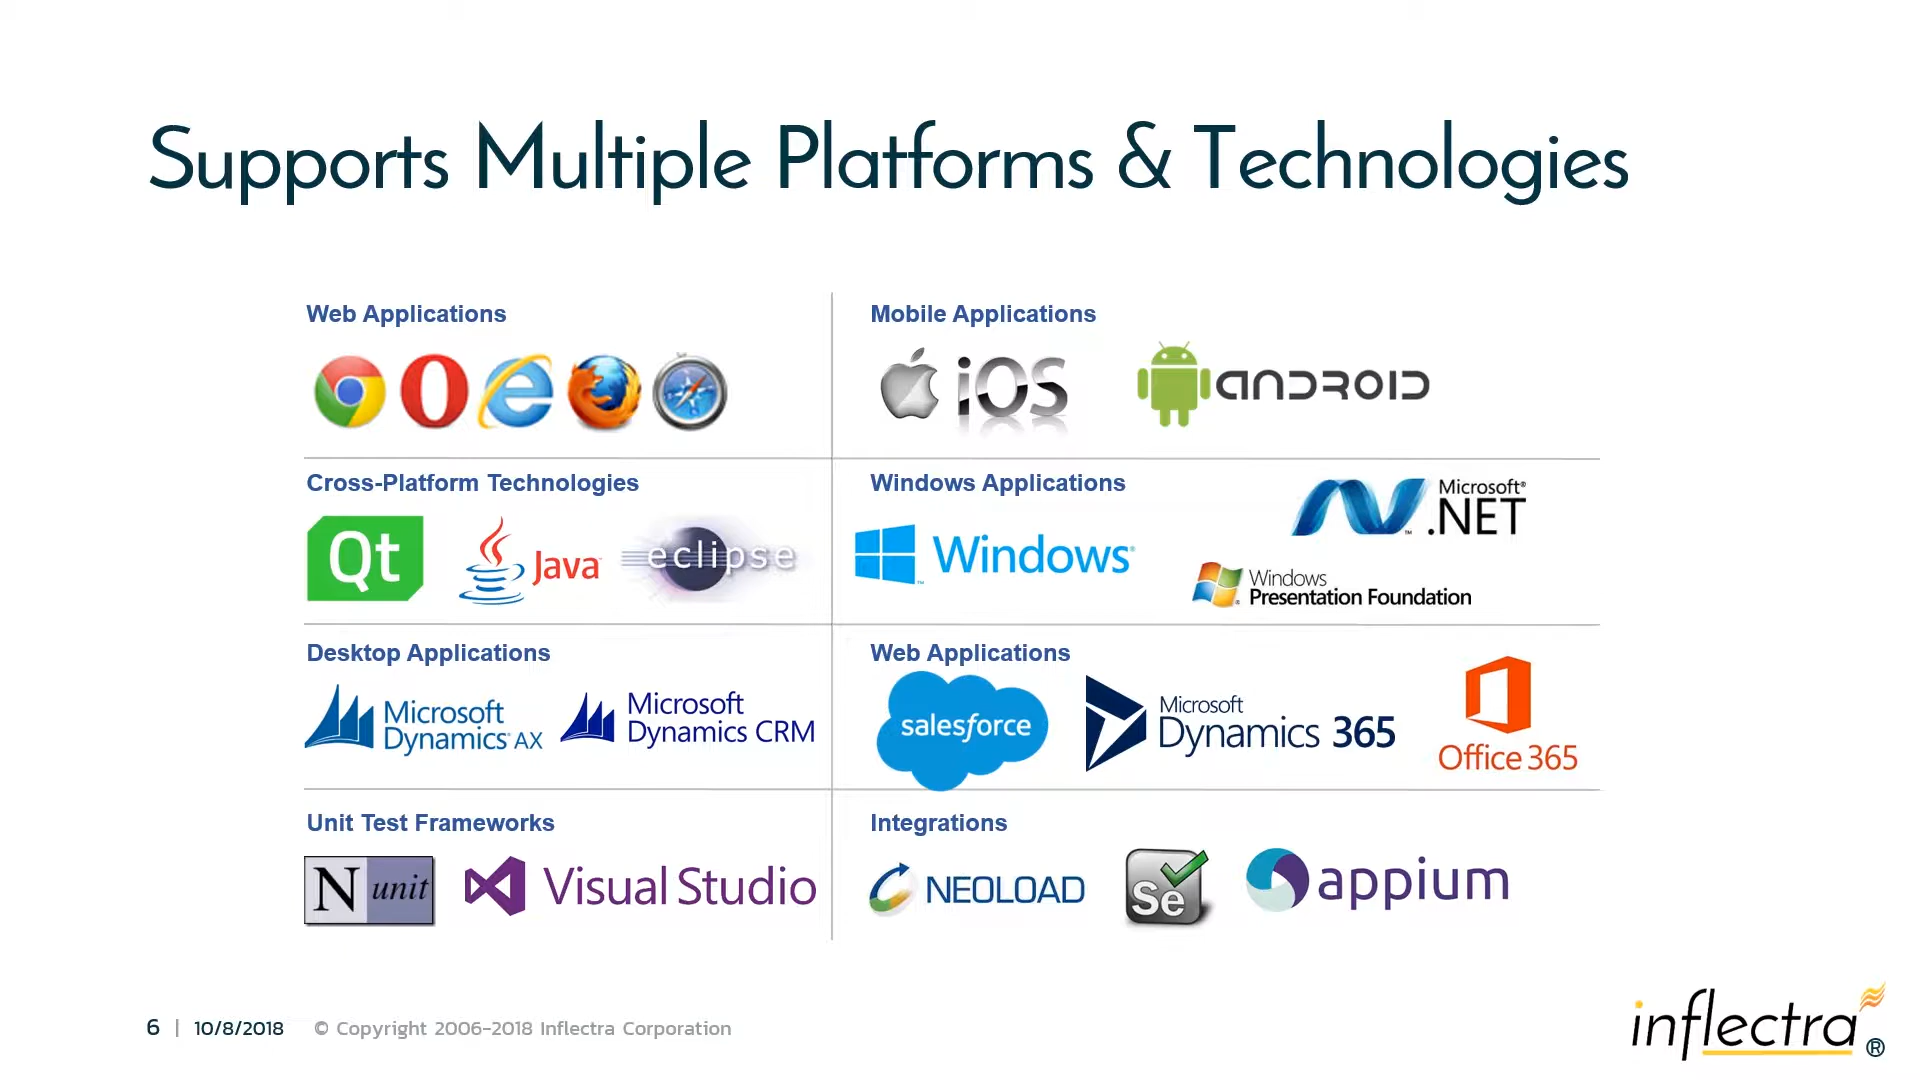 Supports Multiple Platforms & Technologies
Web Applications
Mobile Applications
iOS
ANDROID
Cross-Platform Technologies
Qt
Java
eclipse
Windows Applications
Windows®
Microsoft®
.NET
Windows
Presentation Foundation
Desktop Applications
Microsoft
Dynamics AX
Microsoft
Dynamics CRM
Web Applications
salesforce
Microsoft
Dynamics 365
Office 365
Unit Test Frameworks
N unit
Visual Studio
Integrations
NEOLOAD
Se
appium
6 | 10/8/2018 © Copyright 2006-2018 Inflectra Corporation
inflectra®